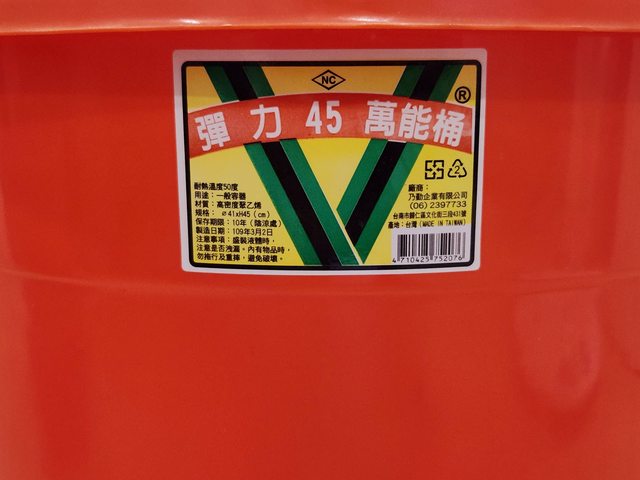 NC
彈力 45 萬能桶
®
2
耐熱溫度50度
用途：一般容器
材質：高密度聚乙烯
規格：ø41xH45（cm）
保存期限：10年（陰涼處）
製造日期：109年3月2日
注意事項：盛裝液體時，
注意是否洩漏。內有物品時，
勿拖行及重摔，避免破壞。
廠商：
乃勤企業有限公司
(06) 2397733
台南市歸仁區文化街三段431號
產地：台灣 (MADE IN TAIWAN)
4 710425 752076